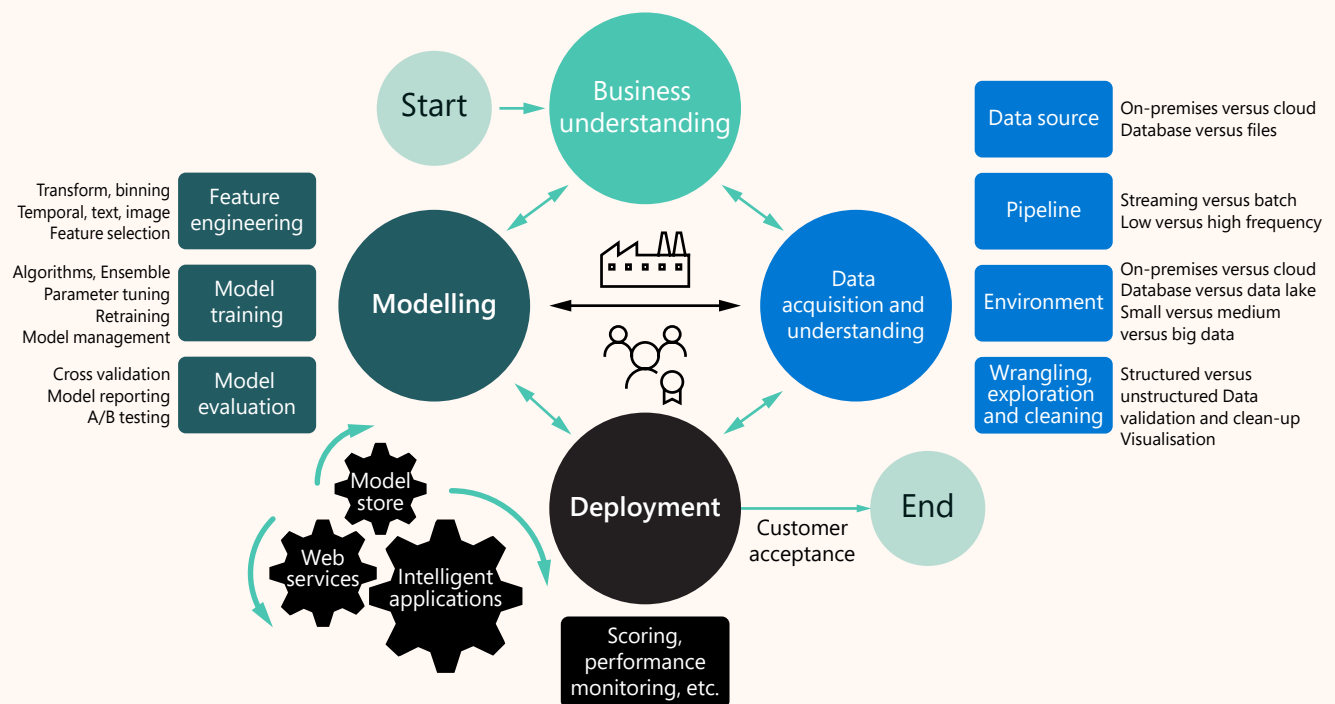 Start
Business
understanding
Data source
On-premises versus cloud
Database versus files
Transform, binning
Temporal, text, image
Feature selection
Feature
engineering
Pipeline
Streaming versus batch
Low versus high frequency
Algorithms, Ensemble
Parameter tuning
Retraining
Model management
Model
training
Modelling
Data
acquisition and
understanding
Environment
On-premises versus cloud
Database versus data lake
Small versus medium
versus big data
Cross validation
Model reporting
A/B testing
Model
evaluation
Wrangling,
exploration
and cleaning
Structured versus
unstructured Data
validation and clean-up
Visualisation
Model
store
Web
services
Intelligent
applications
Deployment
Customer
acceptance
End
Scoring,
performance
monitoring, etc.